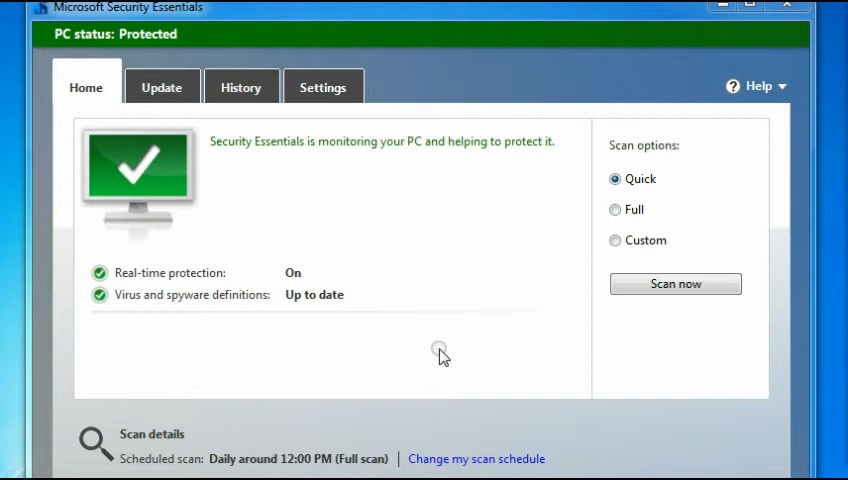 Microsoft Security Essentials
PC status: Protected
Home
Update
History
Settings
Help
Security Essentials is monitoring your PC and helping to protect it.
Scan options:
Quick
Full
Custom
Scan now
Real-time protection: On
Virus and spyware definitions: Up to date
Scan details
Scheduled scan: Daily around 12:00 PM (Full scan) | Change my scan schedule